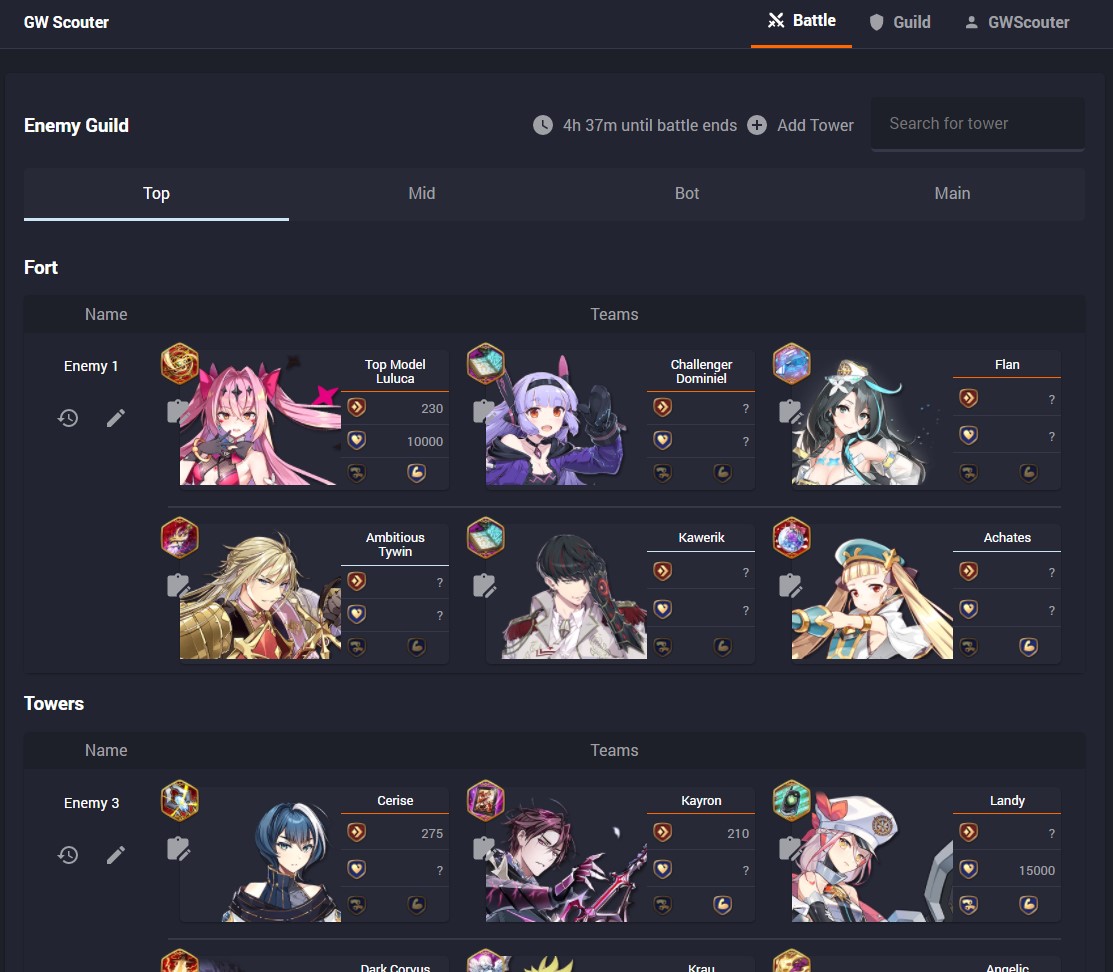 GW Scouter
Battle
Guild
GWScouter
Enemy Guild
4h 37m until battle ends
Add Tower
Search for tower
Top
Mid
Bot
Main
Fort
Name
Teams
Enemy 1
Top Model
Luluca
230
10000
Challenger
Dominiel
?
?
Flan
?
?
Ambitious
Tywin
?
?
Kawerik
?
?
Achates
?
?
Towers
Name
Teams
Enemy 3
Cerise
275
?
Kayron
210
?
Landy
?
15000
Dark Corvus
Krau
Angelic